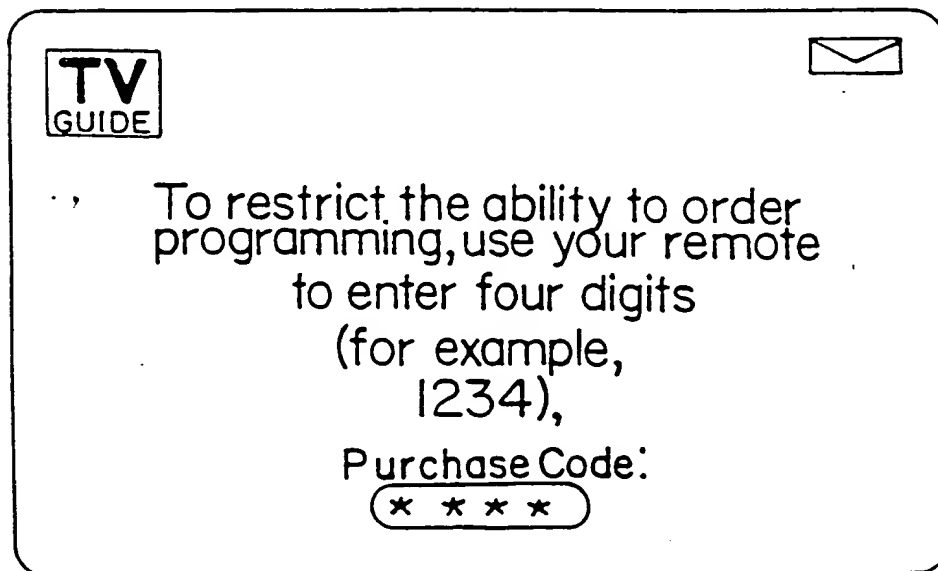 TV
GUIDE
To restrict the ability to order
programming, use your remote
to enter four digits
(for example,
1234),
Purchase Code:
* * * *